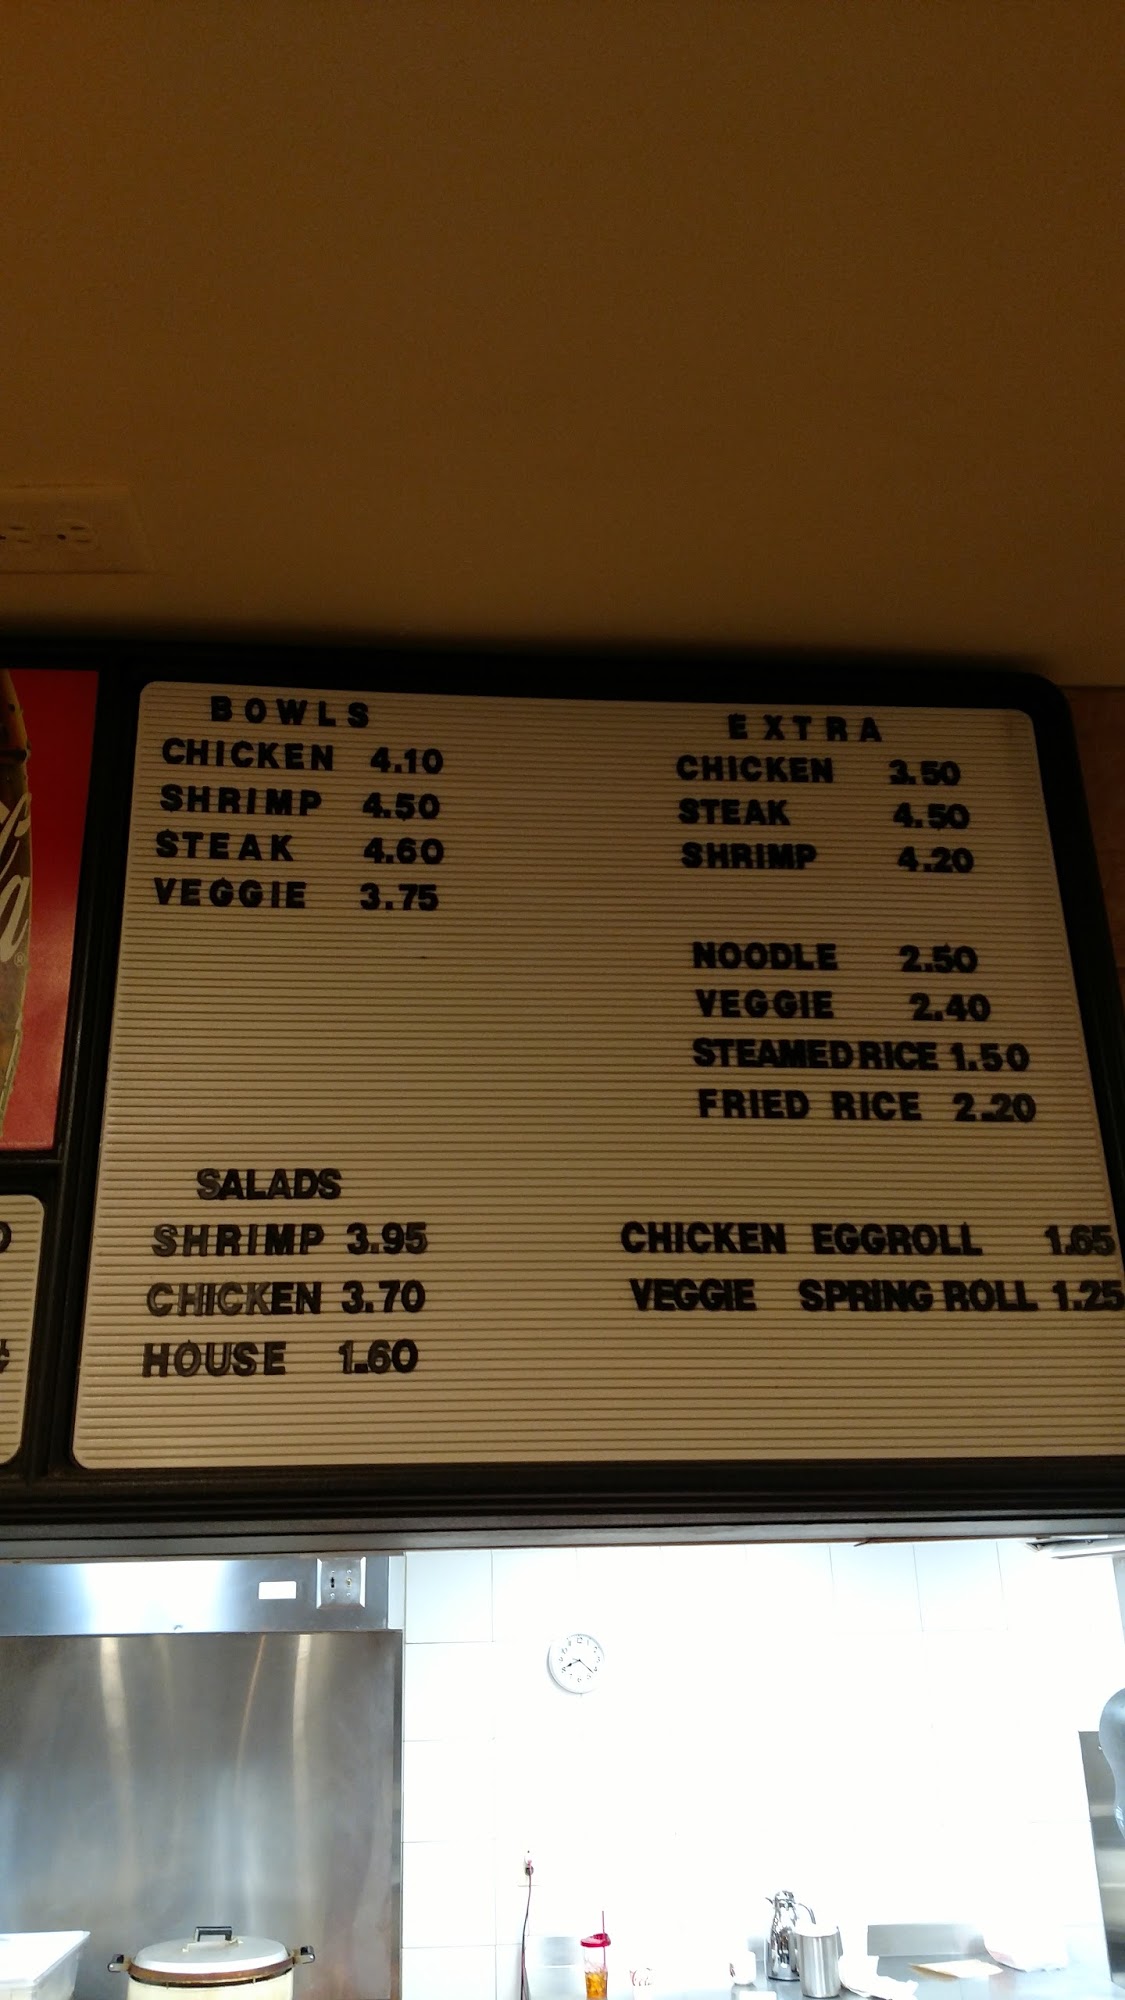 BOWLS
CHICKEN 4.10
SHRIMP 4.50
STEAK 4.60
VEGGIE 3.75
EXTRA
CHICKEN 3.50
STEAK 4.50
SHRIMP 4.20
NOODLE 2.50
VEGGIE 2.40
STEAMED RICE 1.50
FRIED RICE 2.20
SALADS
SHRIMP 3.95
CHICKEN 3.70
HOUSE 1.60
CHICKEN EGGROLL 1.65
VEGGIE SPRING ROLL 1.25